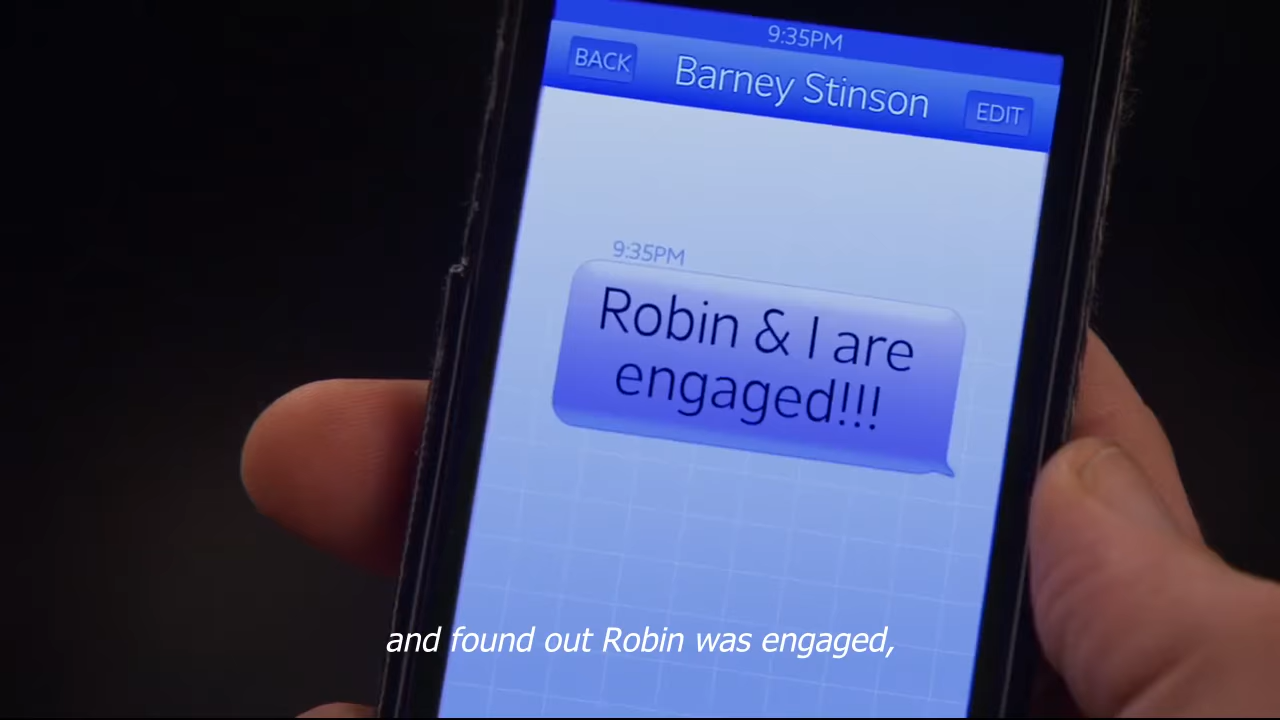 9:35PM
BACK
Barney Stinson
EDIT
9:35PM
Robin & I are
engaged!!!
and found out Robin was engaged,